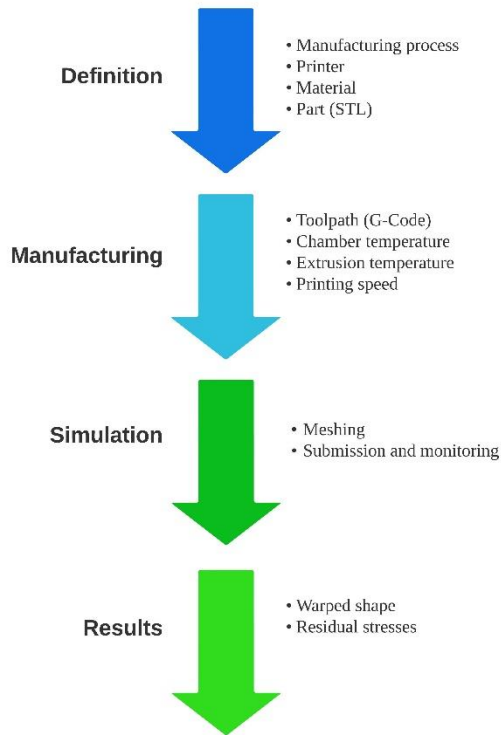 Definition
• Manufacturing process
• Printer
• Material
• Part (STL)
Manufacturing
• Toolpath (G-Code)
• Chamber temperature
• Extrusion temperature
• Printing speed
Simulation
• Meshing
• Submission and monitoring
Results
• Warped shape
• Residual stresses